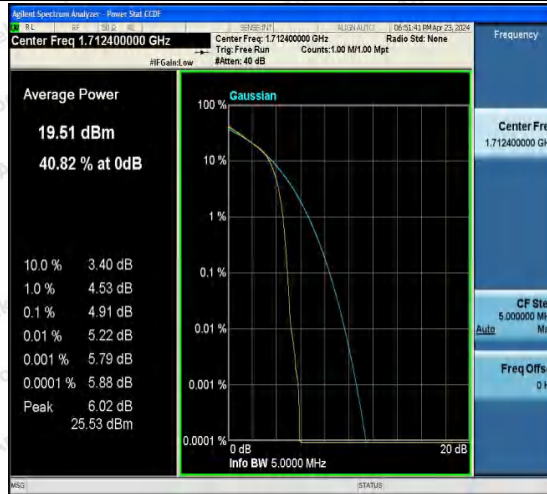 Agilent Spectrum Analyzer - Power Stat CCDF
RL RF 50 Ω SENSE:INT ALIGN AUTO 06:51:41 PM Apr 23, 2024
Center Freq 1.712400000 GHz
Center Freq: 1.712400000 GHz Radio Std: None
Trig: Free Run Counts:1.00 M/1.00 Mpt
#IFGain:Low #Atten: 40 dB
Frequency
Average Power
19.51 dBm
40.82 % at 0dB
10.0 % 3.40 dB
1.0 % 4.53 dB
0.1 % 4.91 dB
0.01 % 5.22 dB
0.001 % 5.79 dB
0.0001 % 5.88 dB
Peak 6.02 dB
25.53 dBm
Gaussian
100 %
10 %
1 %
0.1 %
0.01 %
0.001 %
0.0001 %
0 dB 20 dB
Info BW 5.0000 MHz
Center Fre
1.712400000 GH
CF Ste
5.000000 MH
Auto Ma
Freq Offs
0 H
MSG STATUS